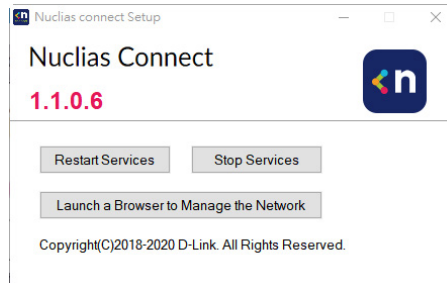 Nuclias connect Setup
Nuclias Connect
1.1.0.6
n
Restart Services Stop Services
Launch a Browser to Manage the Network
Copyright(C)2018-2020 D-Link. All Rights Reserved.